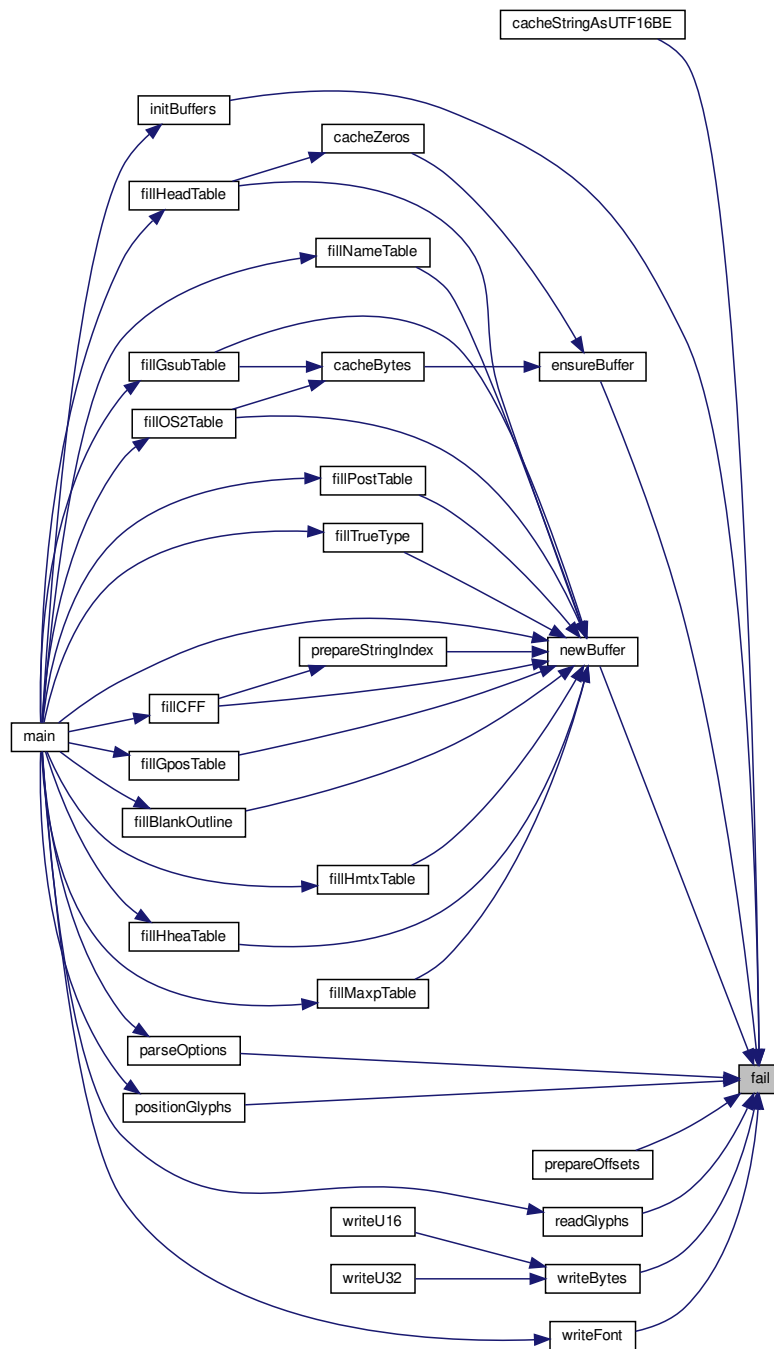 cacheStringAsUTF16BE
initBuffers
cacheZeros
fillHeadTable
fillNameTable
fillGsubTable
cacheBytes
ensureBuffer
fillOS2Table
fillPostTable
fillTrueType
prepareStringIndex
newBuffer
fillCFF
main
fillGposTable
fillBlankOutline
fillHmtxTable
fillHheaTable
fillMaxpTable
parseOptions
fail
positionGlyphs
prepareOffsets
writeU16
readGlyphs
writeU32
writeBytes
writeFont